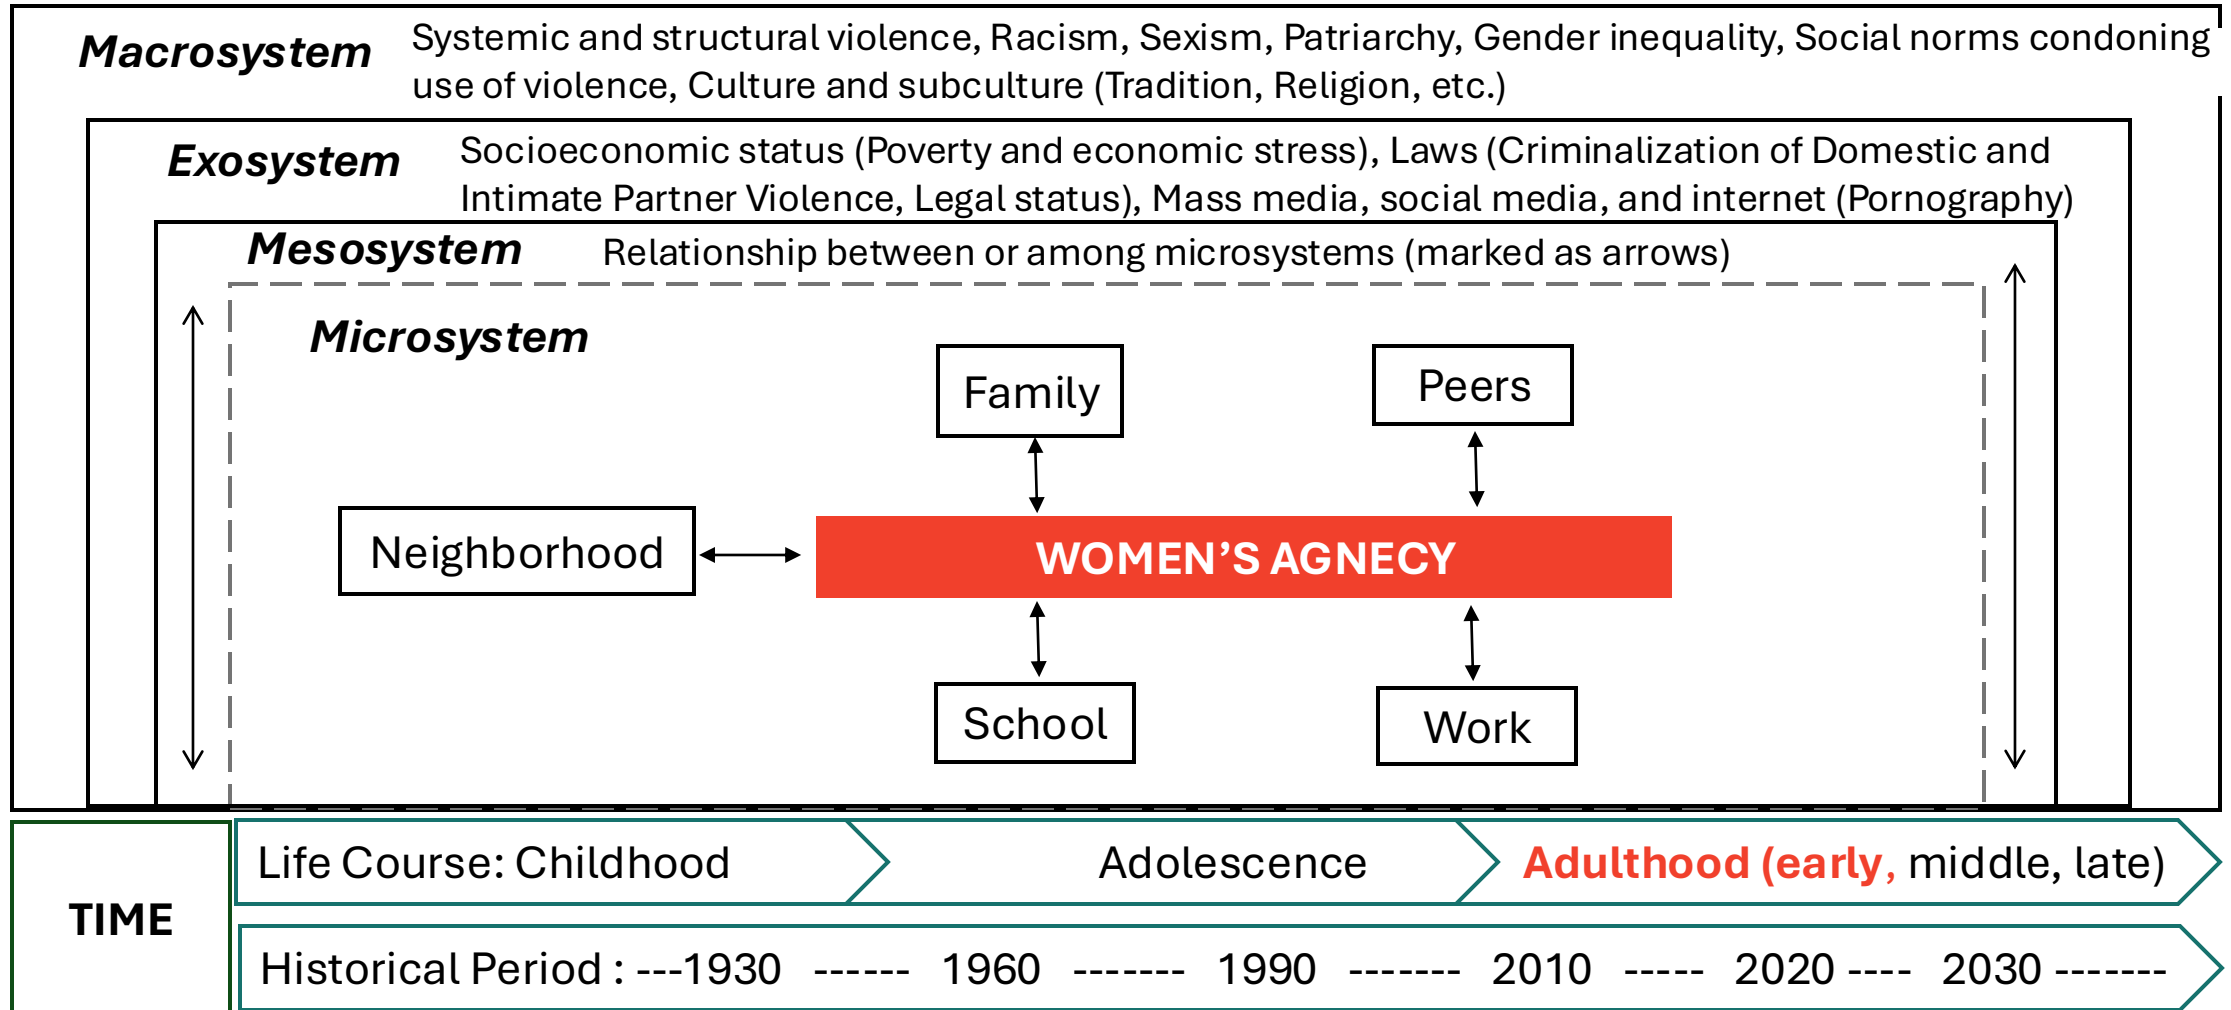 Macrosystem
Systemic and structural violence, Racism, Sexism, Patriarchy, Gender inequality, Social norms condoning
use of violence, Culture and subculture (Tradition, Religion, etc.)
Exosystem
Socioeconomic status (Poverty and economic stress), Laws (Criminalization of Domestic and
Intimate Partner Violence, Legal status), Mass media, social media, and internet (Pornography)
Mesosystem
Relationship between or among microsystems (marked as arrows)
Microsystem
Family
Peers
Neighborhood
WOMEN’S AGNECY
School
Work
TIME
Life Course: Childhood
Adolescence
Adulthood (early, middle, late)
Historical Period : ---1930 ------ 1960 ------- 1990 ------- 2010 ----- 2020 ---- 2030 -------